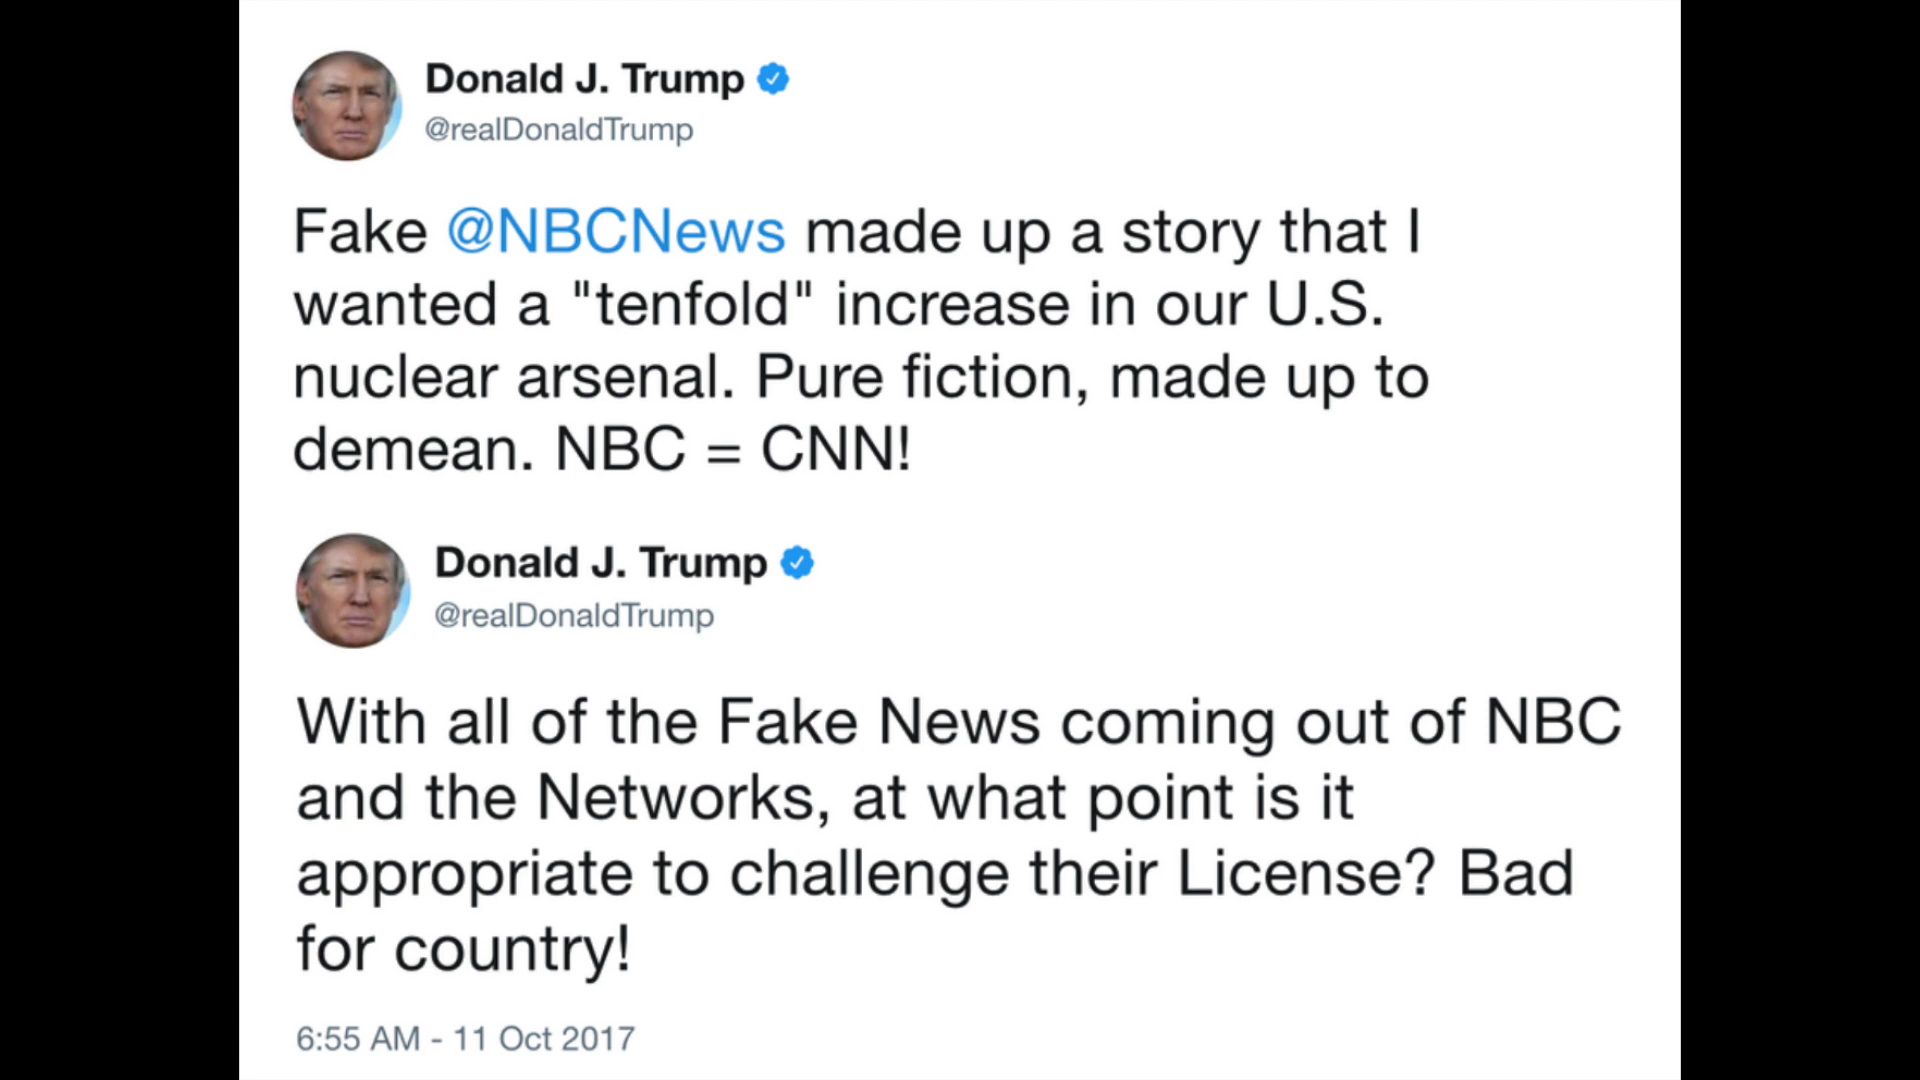 Donald J. Trump
@realDonaldTrump
Fake @NBCNews made up a story that I
wanted a "tenfold" increase in our U.S.
nuclear arsenal. Pure fiction, made up to
demean. NBC = CNN!
Donald J. Trump
@realDonaldTrump
With all of the Fake News coming out of NBC
and the Networks, at what point is it
appropriate to challenge their License? Bad
for country!
6:55 AM - 11 Oct 2017